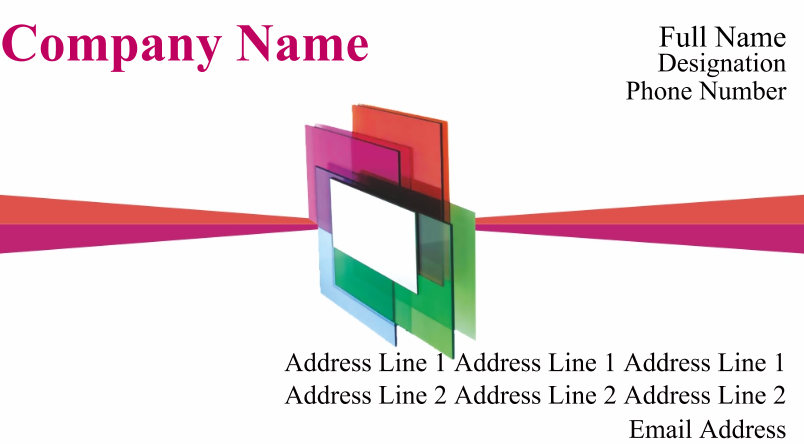 Company Name
Full Name
Designation
Phone Number
Address Line 1 Address Line 1 Address Line 1
Address Line 2 Address Line 2 Address Line 2
Email Address